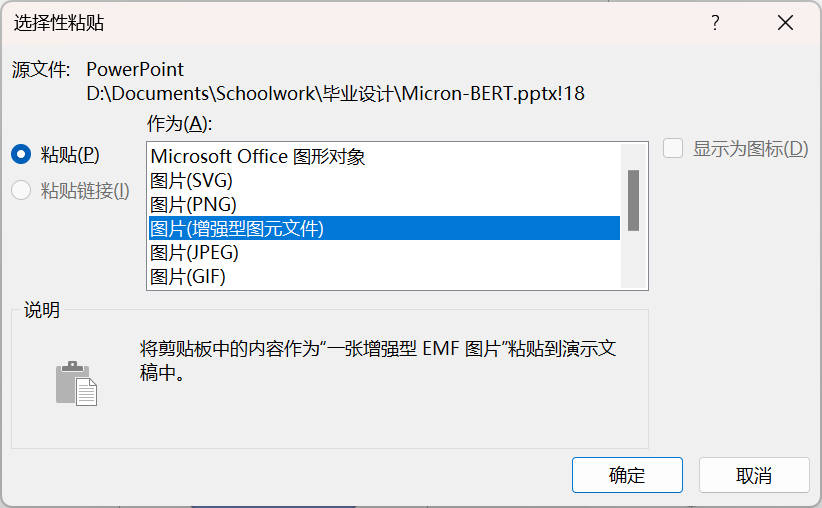 选择性粘贴
?
源文件: PowerPoint
D:\Documents\Schoolwork\毕业设计\Micron-BERT.pptx!18
作为(A):
粘贴(P)
粘贴链接(I)
Microsoft Office 图形对象
图片(SVG)
图片(PNG)
图片(增强型图元文件)
图片(JPEG)
图片(GIF)
显示为图标(D)
说明
将剪贴板中的内容作为“一张增强型 EMF 图片”粘贴到演示文
稿中。
确定
取消